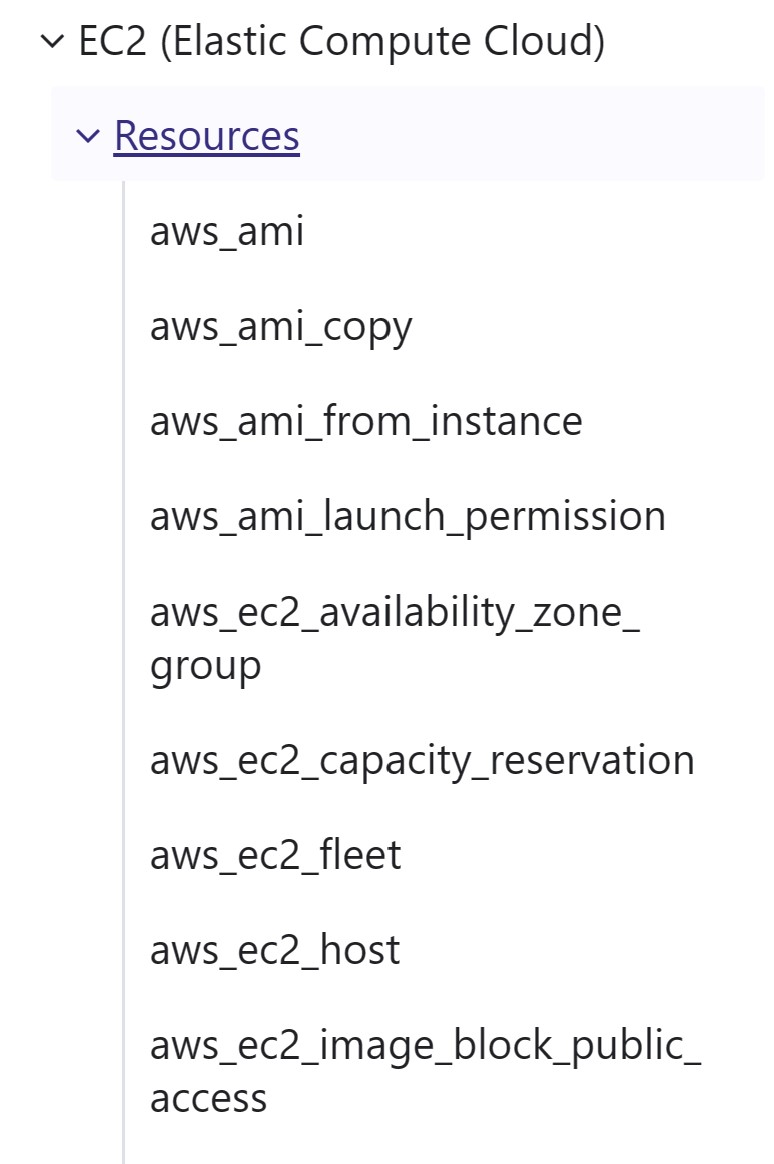 EC2 (Elastic Compute Cloud)
Resources
aws_ami
aws_ami_copy
aws_ami_from_instance
aws_ami_launch_permission
aws_ec2_availability_zone_
group
aws_ec2_capacity_reservation
aws_ec2_fleet
aws_ec2_host
aws_ec2_image_block_public_
access